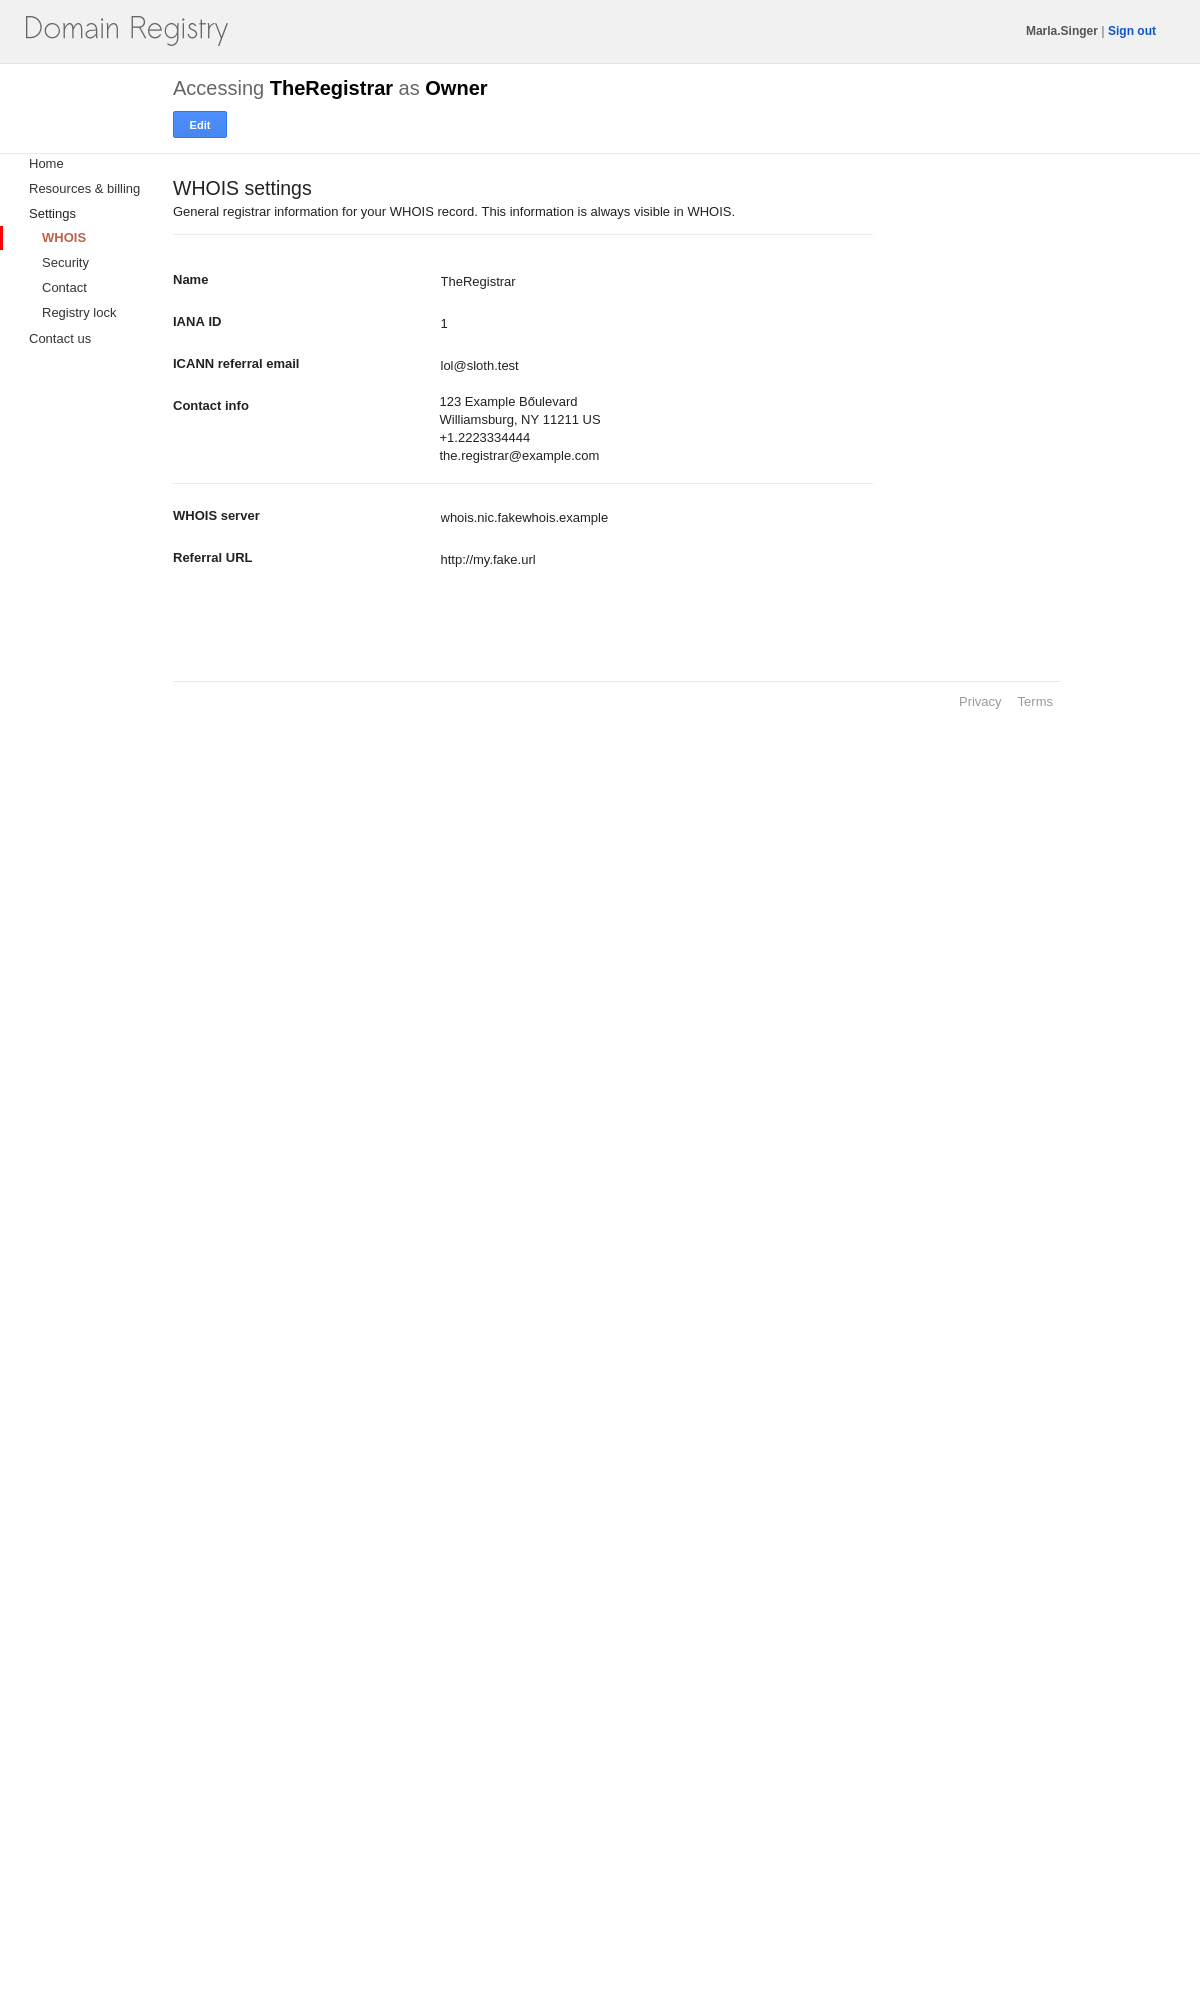 Domain Registry
Marla.Singer | Sign out
Accessing TheRegistrar as Owner
Edit
Home
Resources & billing
Settings
WHOIS
Security
Contact
Registry lock
Contact us
WHOIS settings
General registrar information for your WHOIS record. This information is always visible in WHOIS.
Name TheRegistrar
IANA ID 1
ICANN referral email lol@sloth.test
Contact info 123 Example Bőulevard
Williamsburg, NY 11211 US
+1.2223334444
the.registrar@example.com
WHOIS server whois.nic.fakewhois.example
Referral URL http://my.fake.url
Privacy Terms